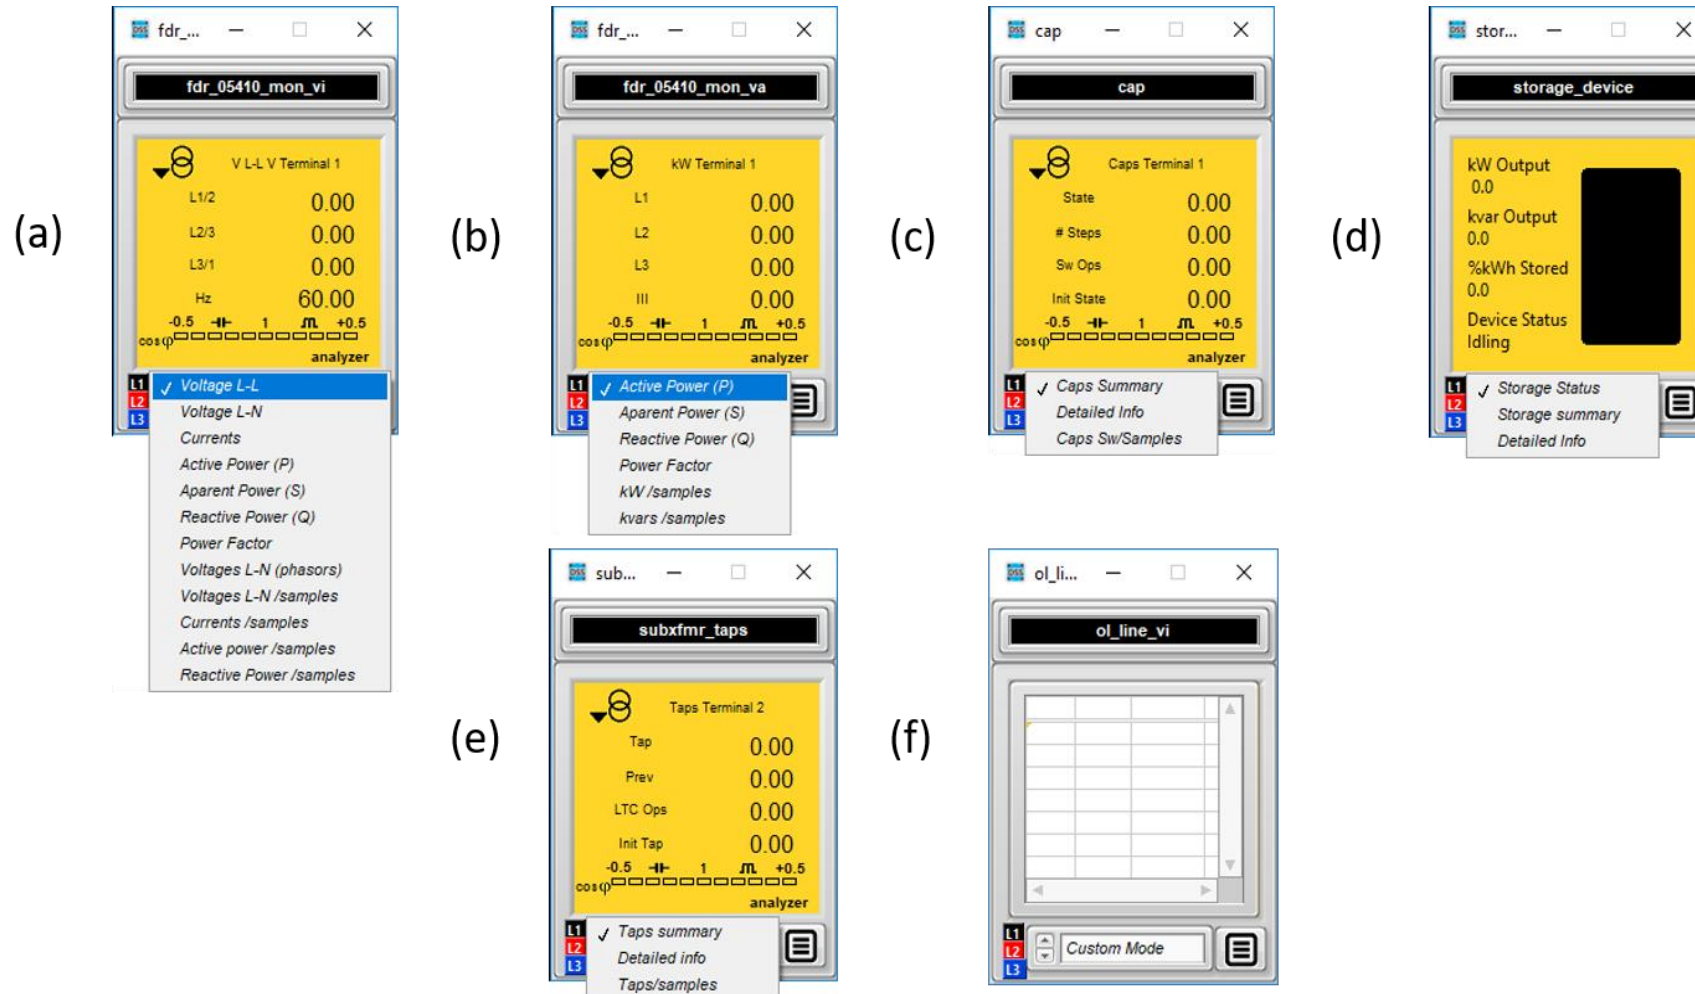 (a)
DSS fdr_...
fdr_05410_mon_vi
V L-L V Terminal 1
L1/2 0.00
L2/3 0.00
L3/1 0.00
Hz 60.00
-0.5 1 +0.5
cosφ
analyzer
L1
L2
L3
✓ Voltage L-L
Voltage L-N
Currents
Active Power (P)
Aparent Power (S)
Reactive Power (Q)
Power Factor
Voltages L-N (phasors)
Voltages L-N /samples
Currents /samples
Active power /samples
Reactive Power /samples
(b)
DSS fdr_...
fdr_05410_mon_va
kW Terminal 1
L1 0.00
L2 0.00
L3 0.00
III 0.00
-0.5 1 +0.5
cosφ
analyzer
L1
L2
L3
✓ Active Power (P)
Aparent Power (S)
Reactive Power (Q)
Power Factor
kW /samples
kvars /samples
(c)
DSS cap
cap
Caps Terminal 1
State 0.00
# Steps 0.00
Sw Ops 0.00
Init State 0.00
-0.5 1 +0.5
cosφ
analyzer
L1
L2
L3
✓ Caps Summary
Detailed Info
Caps Sw/Samples
(d)
DSS stor...
storage_device
kW Output
0.0
kvar Output
0.0
%kWh Stored
0.0
Device Status
Idling
L1
L2
L3
✓ Storage Status
Storage summary
Detailed Info
(e)
DSS sub...
subxfmr_taps
Taps Terminal 2
Tap 0.00
Prev 0.00
LTC Ops 0.00
Init Tap 0.00
-0.5 1 +0.5
cosφ
analyzer
L1
L2
L3
✓ Taps summary
Detailed info
Taps/samples
(f)
DSS ol_li...
ol_line_vi
L1
L2
L3
Custom Mode